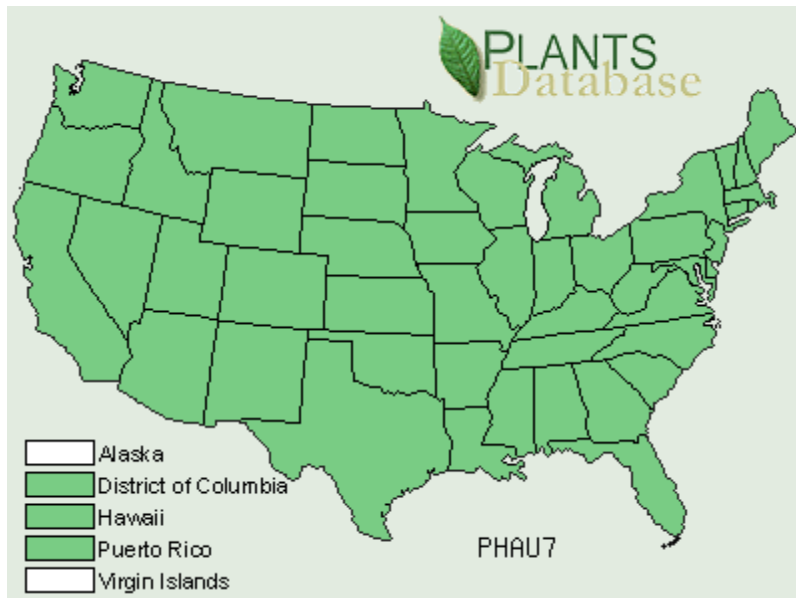 PLANTS
Database
Alaska
District of Columbia
Hawaii
Puerto Rico
Virgin Islands
PHAU7